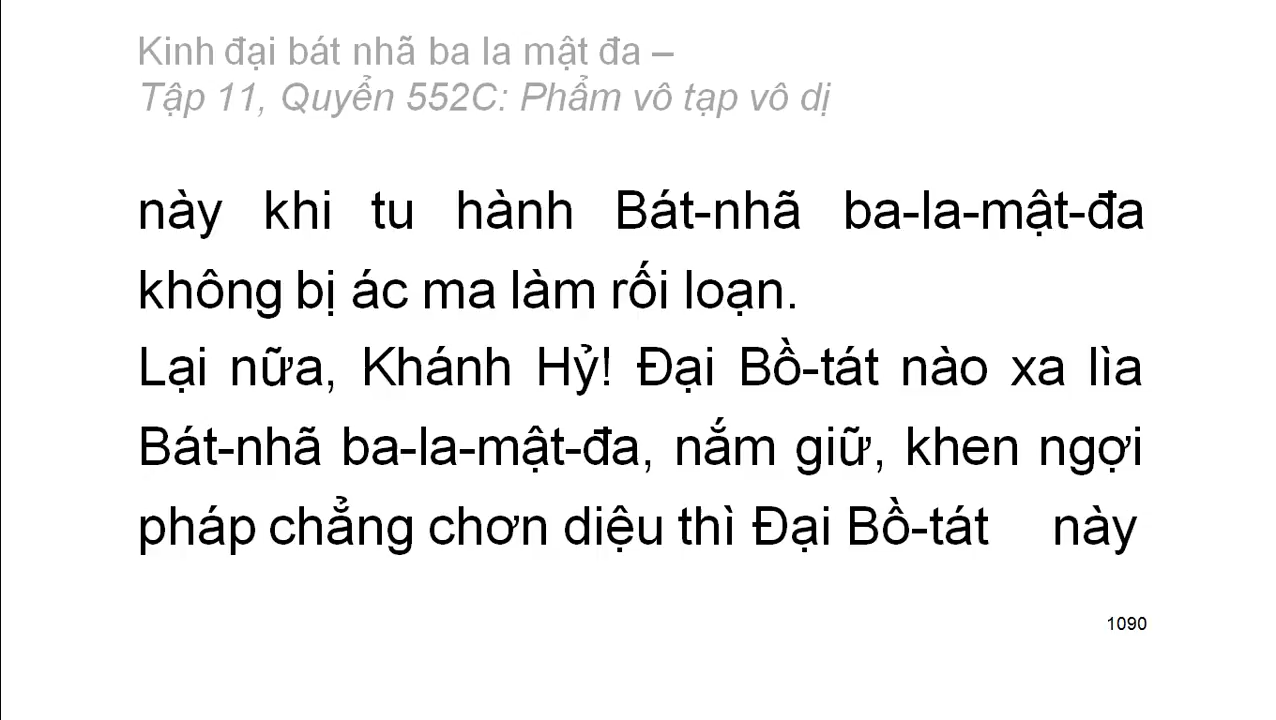 Kinh đại bát nhã ba la mật đa –
Tập 11, Quyển 552C: Phẩm vô tạp vô dị
này khi tu hành Bát-nhã ba-la-mật-đa
không bị ác ma làm rối loạn.
Lại nữa, Khánh Hỷ! Đại Bồ-tát nào xa lìa
Bát-nhã ba-la-mật-đa, nắm giữ, khen ngợi
pháp chẳng chơn diệu thì Đại Bồ-tát này
1090